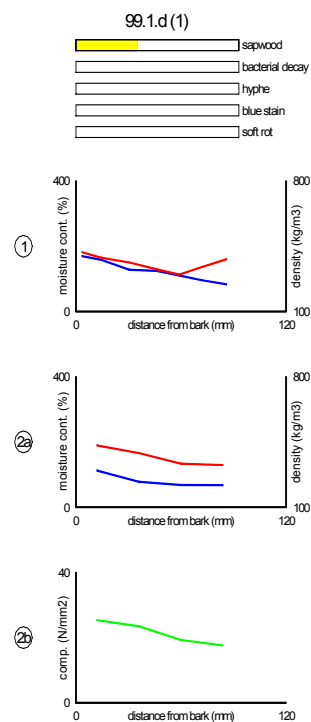 99.1.d (1)
sapwood
bacterial decay
hyphe
blue stain
soft rot
1
400
800
moisture cont. (%)
density (kg/m3)
0
100
0
distance from bark (mm)
120
2a
400
800
moisture cont. (%)
density (kg/m3)
0
100
0
distance from bark (mm)
120
2b
40
comp. (N/mm2)
0
0
distance from bark (mm)
120